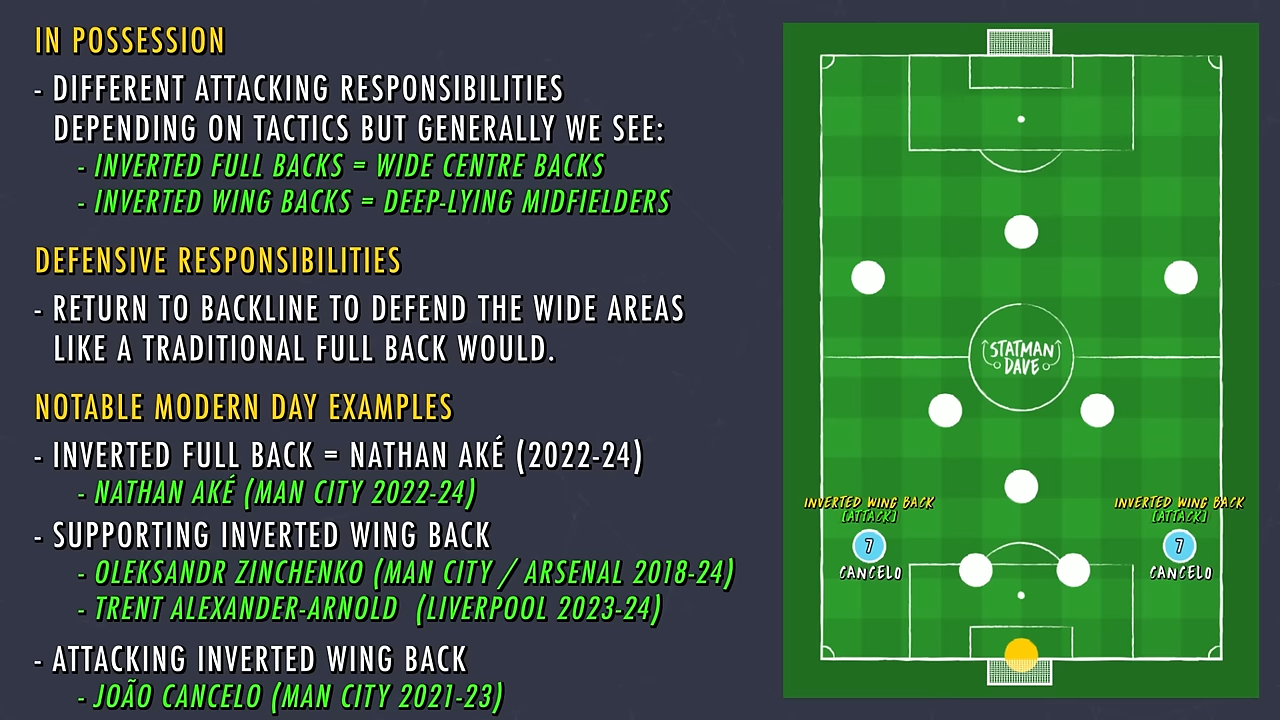 IN POSSESSION
- DIFFERENT ATTACKING RESPONSIBILITIES
DEPENDING ON TACTICS BUT GENERALLY WE SEE:
- INVERTED FULL BACKS = WIDE CENTRE BACKS
- INVERTED WING BACKS = DEEP-LYING MIDFIELDERS
DEFENSIVE RESPONSIBILITIES
- RETURN TO BACKLINE TO DEFEND THE WIDE AREAS
LIKE A TRADITIONAL FULL BACK WOULD.
NOTABLE MODERN DAY EXAMPLES
- INVERTED FULL BACK = NATHAN AKÉ (2022-24)
- NATHAN AKÉ (MAN CITY 2022-24)
- SUPPORTING INVERTED WING BACK
- OLEKSANDR ZINCHENKO (MAN CITY / ARSENAL 2018-24)
- TRENT ALEXANDER-ARNOLD (LIVERPOOL 2023-24)
- ATTACKING INVERTED WING BACK
- JOÃO CANCELO (MAN CITY 2021-23)
STATMAN
DAVE
INVERTED WING BACK
[ATTACK]
7
CANCELO
INVERTED WING BACK
[ATTACK]
7
CANCELO